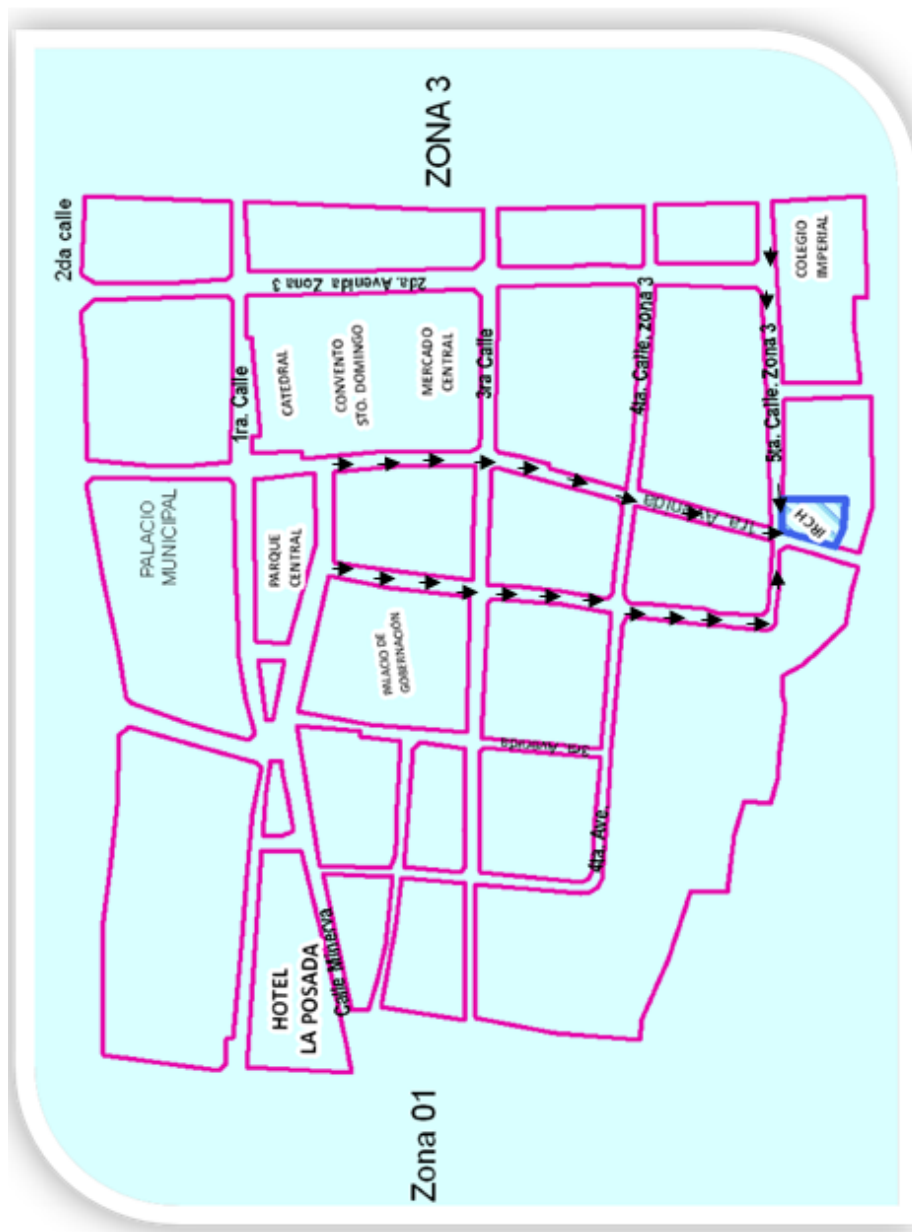 ZONA 3
2da calle
COLEGIO
IMPERIAL
2da. Avenida Zona 3
1ra. Calle
CATEDRAL
CONVENTO
STO. DOMINGO
MERCADO
CENTRAL
3ra Calle
4ta. Calle. zona 3
5ta. Calle. Zona 3
PALACIO
MUNICIPAL
PARQUE
CENTRAL
1ra. Avenida
IRCH
PALACIO DE
GOBERNACIÓN
3ra. Avenida
4ta. Ave.
Calle Minerva
HOTEL
LA POSADA
Zona 01